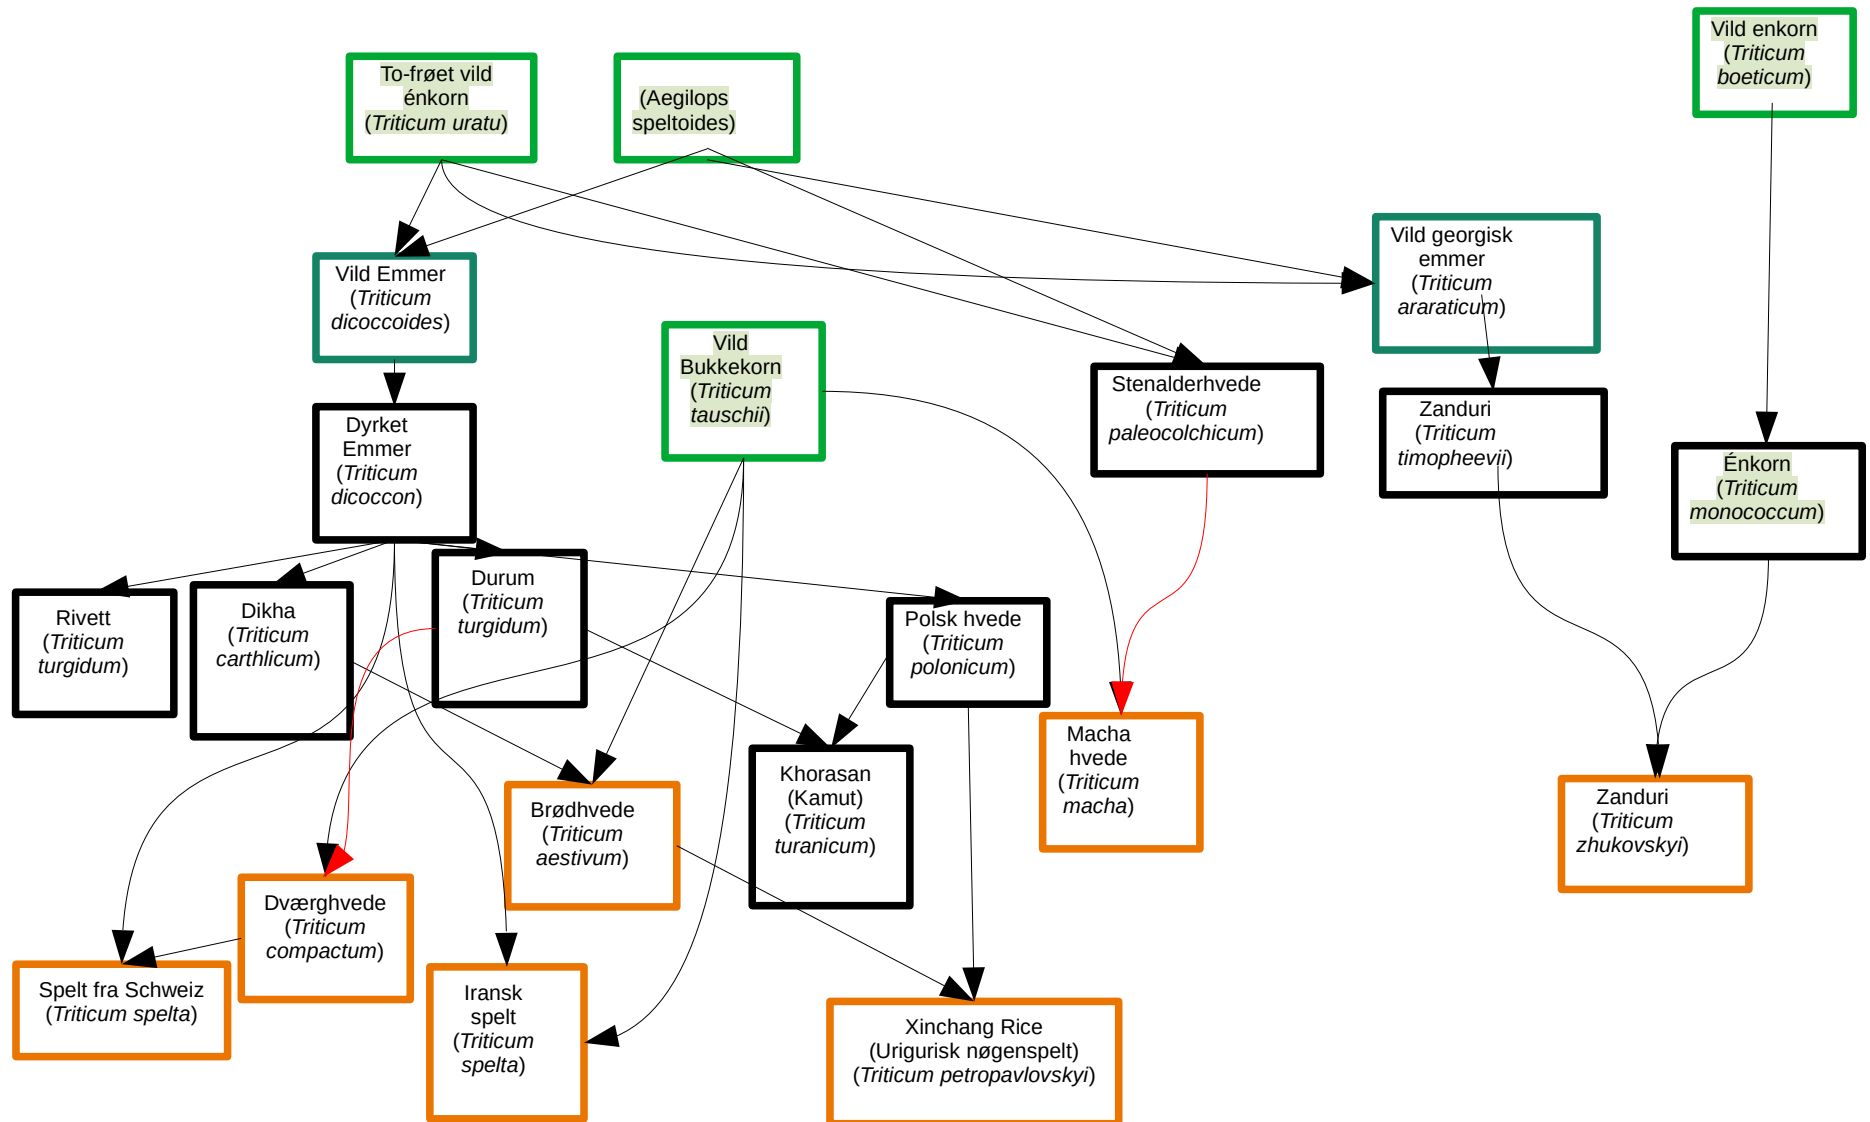 Vild enkorn
(Triticum
boeticum)
To-frøet vild
énkorn
(Triticum uratu)
(Aegilops
speltoides)
Vild georgisk
emmer
(Triticum
araraticum)
Vild Emmer
(Triticum
dicoccoides)
Vild
Bukkekorn
(Triticum
tauschii)
Stenalderhvede
(Triticum
paleocolchicum)
Zanduri
(Triticum
timopheevii)
Dyrket
Emmer
(Triticum
dicoccon)
Énkorn
(Triticum
monococcum)
Rivett
(Triticum
turgidum)
Dikha
(Triticum
carthlicum)
Durum
(Triticum
turgidum)
Polsk hvede
(Triticum
polonicum)
Macha
hvede
(Triticum
macha)
Khorasan
(Kamut)
(Triticum
turanicum)
Brødhvede
(Triticum
aestivum)
Zanduri
(Triticum
zhukovskyi)
Dværghvede
(Triticum
compactum)
Spelt fra Schweiz
(Triticum spelta)
Iransk
spelt
(Triticum
spelta)
Xinchang Rice
(Urigurisk nøgenspelt)
(Triticum petropavlovskyi)